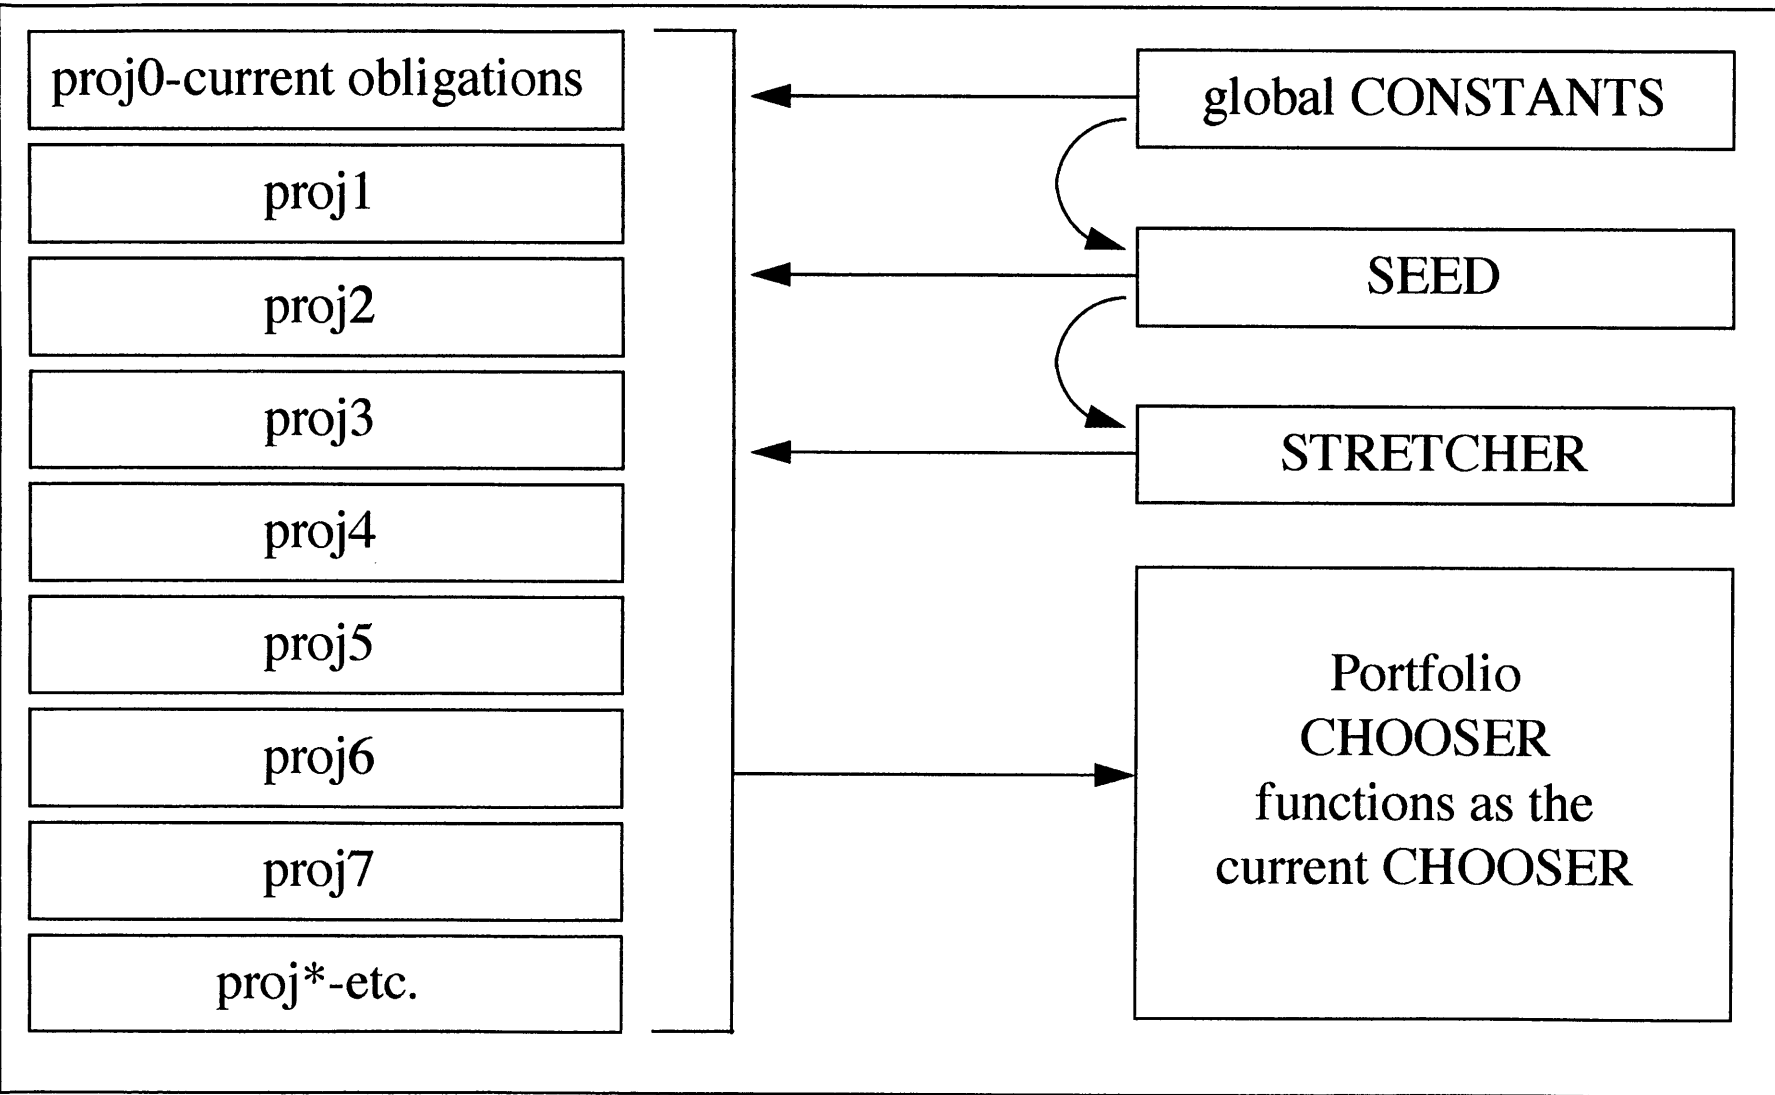 proj0-current obligations
proj1
proj2
proj3
proj4
proj5
proj6
proj7
proj*-etc.
global CONSTANTS
SEED
STRETCHER
Portfolio
CHOOSER
functions as the
current CHOOSER